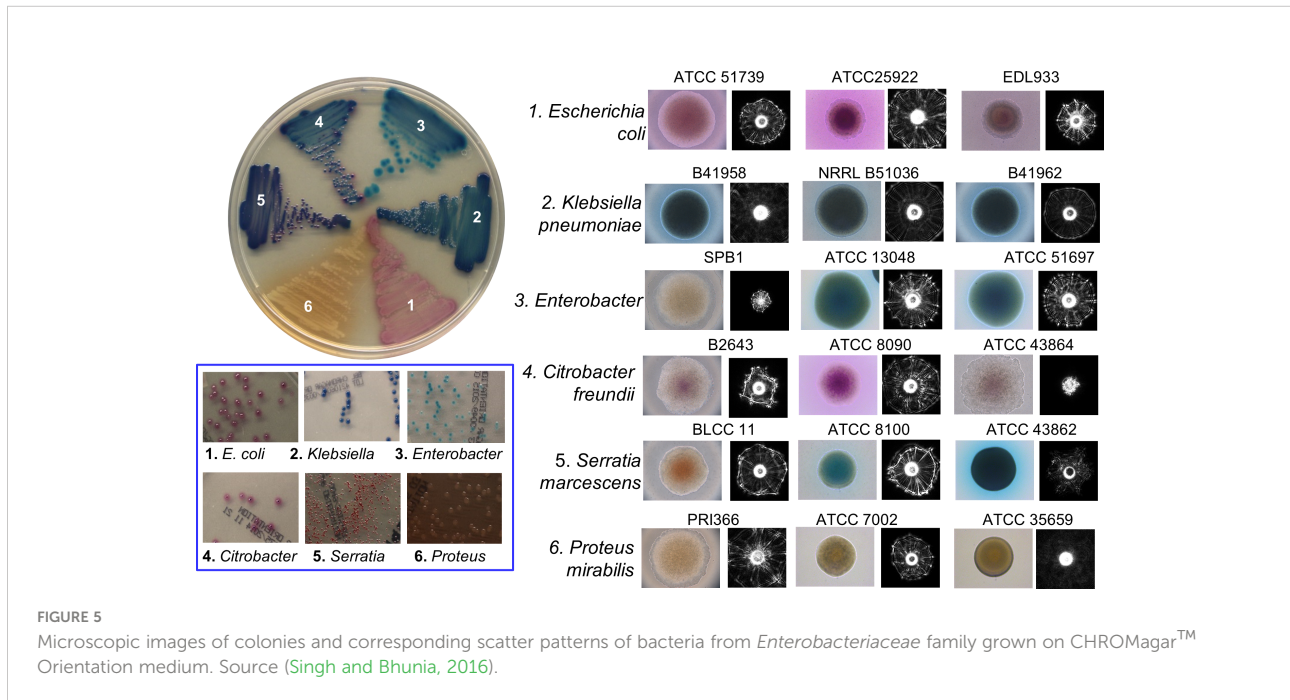 4
3
5
2
6
1
1. E. coli 2. Klebsiella 3. Enterobacter
4. Citrobacter 5. Serratia 6. Proteus
ATCC 51739 ATCC25922 EDL933
1. Escherichia
coli
B41958 NRRL B51036 B41962
2. Klebsiella
pneumoniae
SPB1 ATCC 13048 ATCC 51697
3. Enterobacter
B2643 ATCC 8090 ATCC 43864
4. Citrobacter
freundii
BLCC 11 ATCC 8100 ATCC 43862
5. Serratia
marcescens
PRI366 ATCC 7002 ATCC 35659
6. Proteus
mirabilis
FIGURE 5
Microscopic images of colonies and corresponding scatter patterns of bacteria from Enterobacteriaceae family grown on CHROMagar™
Orientation medium. Source (Singh and Bhunia, 2016).